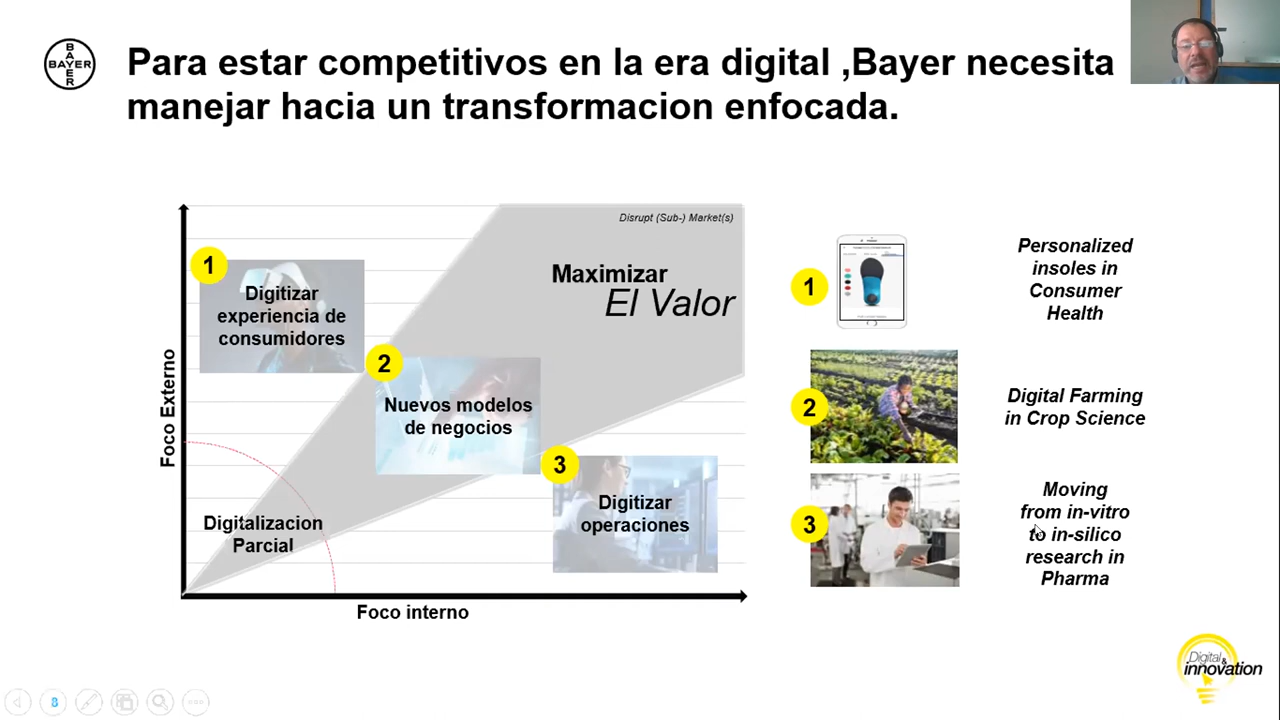 BAYER
BAYER
Para estar competitivos en la era digital ,Bayer necesita
manejar hacia un transformacion enfocada.
Disrupt (Sub-) Market(s)
Maximizar
El Valor
1
Digitizar
experiencia de
consumidores
2
Nuevos modelos
de negocios
3
Digitizar
operaciones
Digitalizacion
Parcial
Foco Externo
Foco interno
1
Personalized
insoles in
Consumer
Health
2
Digital Farming
in Crop Science
3
Moving
from in-vitro
to in-silico
research in
Pharma
Digital &
innovation
8